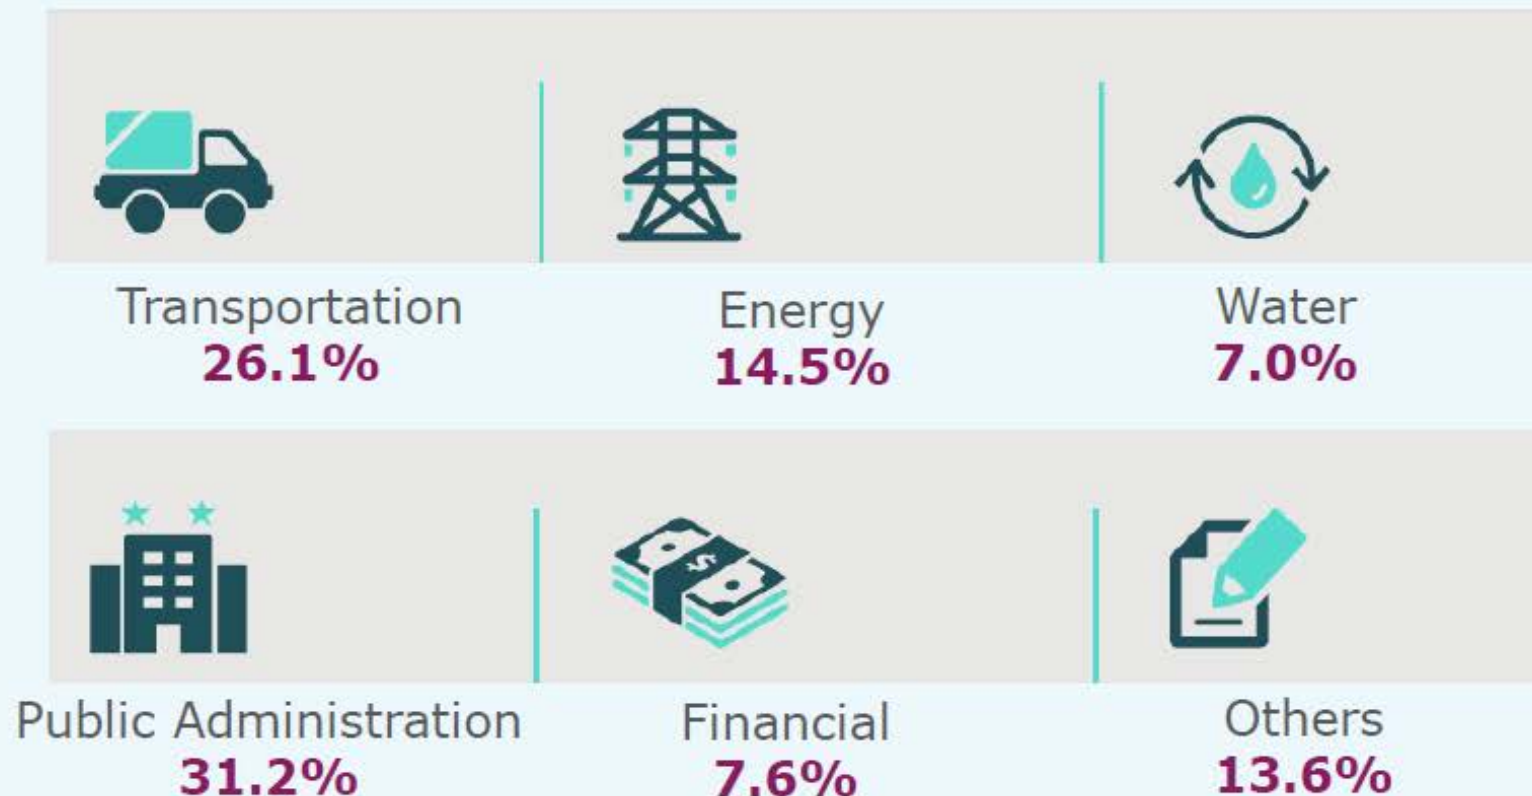 Transportation
26.1%
Energy
14.5%
Water
7.0%
Public Administration
31.2%
Financial
7.6%
Others
13.6%